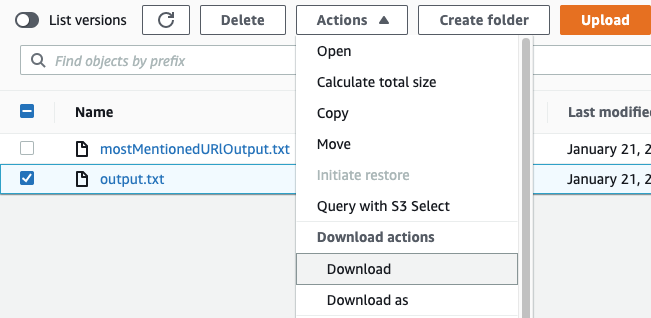 List versions
Delete
Actions
Create folder
Upload
Find objects by prefix
Open
Calculate total size
Copy
Move
Initiate restore
Query with S3 Select
Download actions
Download
Download as
Name
Last modifie
mostMentionedURIOutput.txt
January 21, 2
output.txt
January 21, 2